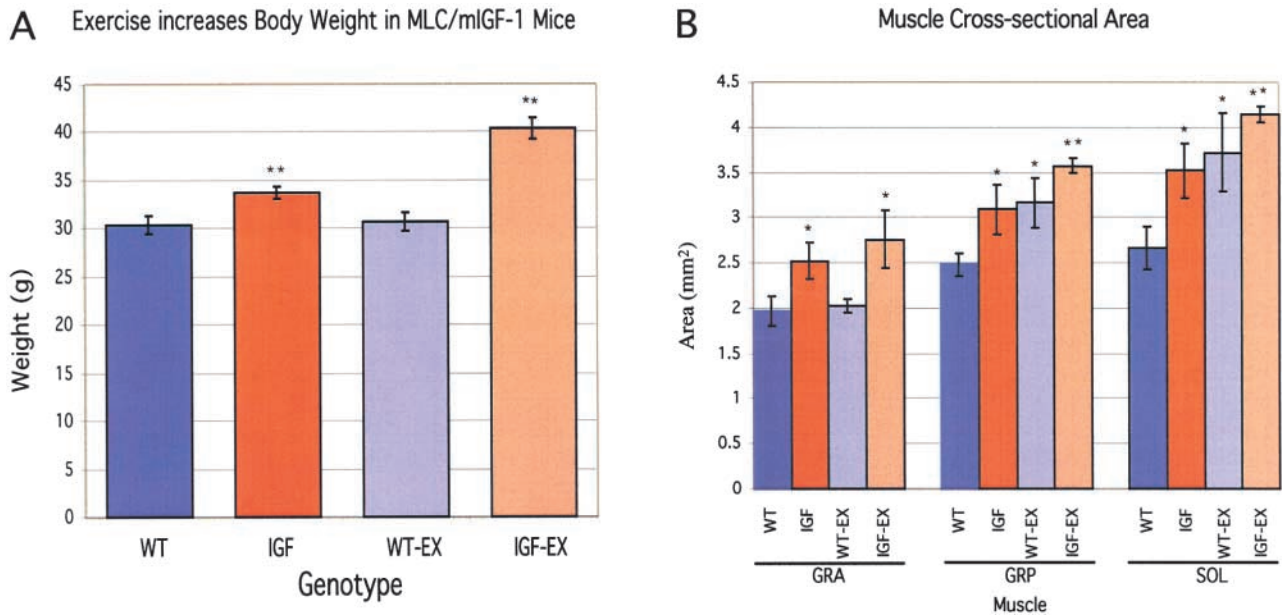 A
Exercise increases Body Weight in MLC/mIGF-1 Mice
Weight (g)
45
40
35
30
25
20
15
10
5
0
**
**
WT
IGF
WT-EX
IGF-EX
Genotype
B
Muscle Cross-sectional Area
Area (mm²)
4.5
4
3.5
3
2.5
2
1.5
1
0.5
0
*
*
*
*
**
*
*
**
WT
IGF
WT-EX
IGF-EX
WT
IGF
WT-EX
IGF-EX
WT
IGF
WT-EX
IGF-EX
GRA
GRP
SOL
Muscle